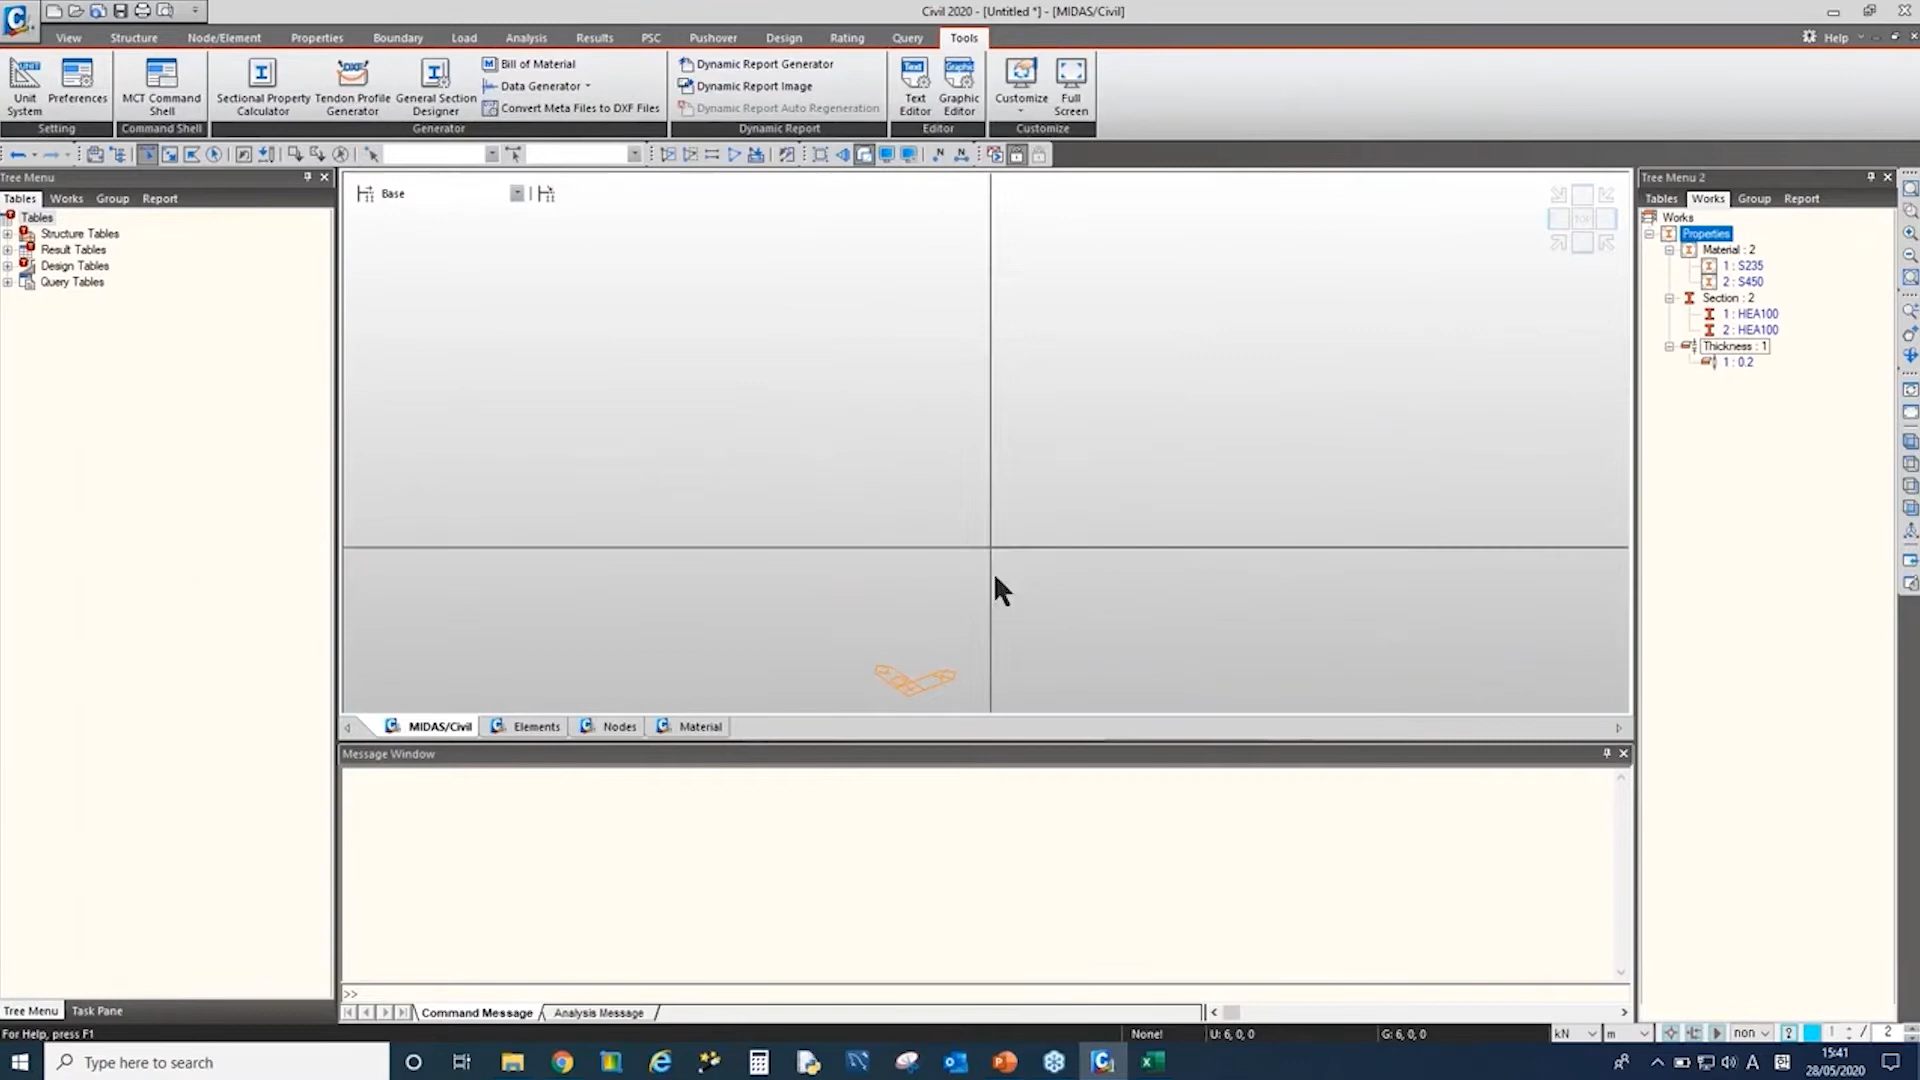 Civil 2020 - [Untitled *] - [MIDAS/Civil]
View Structure Node/Element Properties Boundary Load Analysis Results PSC Pushover Design Rating Query Tools Help
Unit System
Preferences
Setting
MCT Command Shell
Command Shell
Sectional Property Calculator
Tendon Profile Generator
General Section Designer
Bill of Material
Data Generator
Convert Meta Files to DXF Files
Generator
Dynamic Report Generator
Dynamic Report Image
Dynamic Report Auto Regeneration
Dynamic Report
Text Editor
Graphic Editor
Editor
Customize
Full Screen
Customize
Tree Menu
Tables Works Group Report
Tables
Structure Tables
Result Tables
Design Tables
Query Tables
Base
TOP
Tree Menu 2
Tables Works Group Report
Works
Properties
Material : 2
1 : S235
2 : S450
Section : 2
1 : HEA100
2 : HEA100
Thickness : 1
1 : 0.2
MIDAS/Civil Elements Nodes Material
Message Window
>>
Command Message Analysis Message
Tree Menu Task Pane
For Help, press F1
None! U: 6, 0, 0 G: 6, 0, 0 kN m non ? 1 / 2
Type here to search
A
15:41
28/05/2020